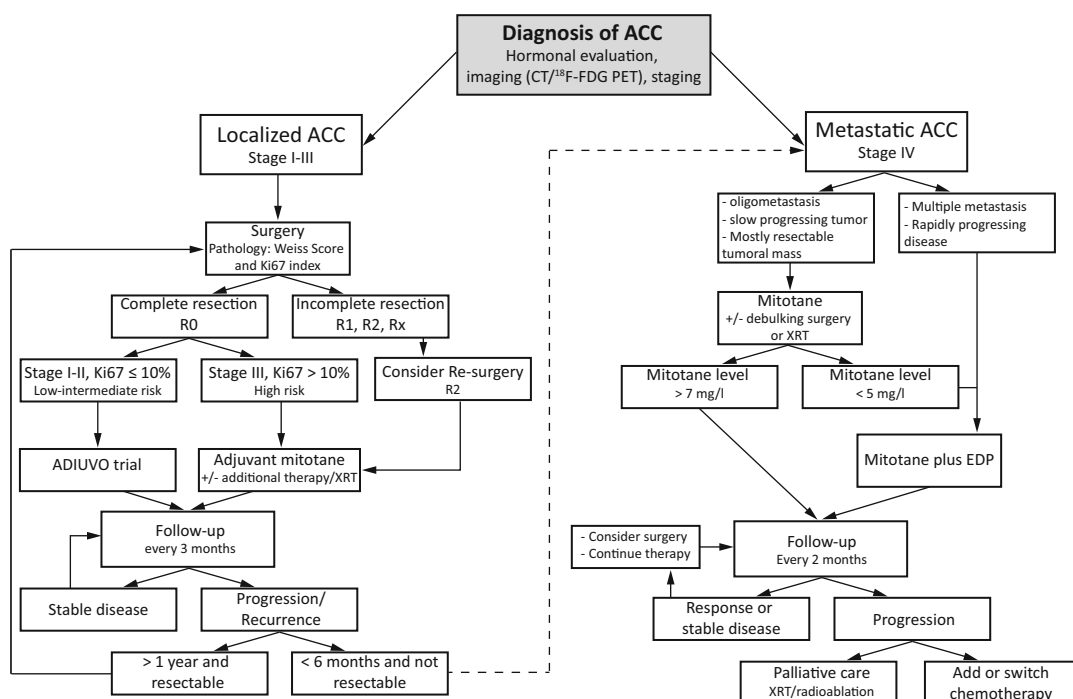 Diagnosis of ACC
Hormonal evaluation,
imaging (CT/¹⁸F-FDG PET), staging
Localized ACC
Stage I-III
Surgery
Pathology: Weiss Score
and Ki67 index
Complete resection
R0
Incomplete resection
R1, R2, Rx
Stage I-II, Ki67 ≤ 10%
Low-intermediate risk
Stage III, Ki67 > 10%
High risk
Consider Re-surgery
R2
ADIUVO trial
Adjuvant mitotane
+/- additional therapy/XRT
Follow-up
every 3 months
Stable disease
Progression/
Recurrence
> 1 year and
resectable
< 6 months and not
resectable
Metastatic ACC
Stage IV
- oligometastasis
- slow progressing tumor
- Mostly resectable
tumoral mass
- Multiple metastasis
- Rapidly progressing
disease
Mitotane
+/- debulking surgery
or XRT
Mitotane level
> 7 mg/l
Mitotane level
< 5 mg/l
Mitotane plus EDP
- Consider surgery
- Continue therapy
Follow-up
Every 2 months
Response or
stable disease
Progression
Palliative care
XRT/radioablation
Add or switch
chemotherapy